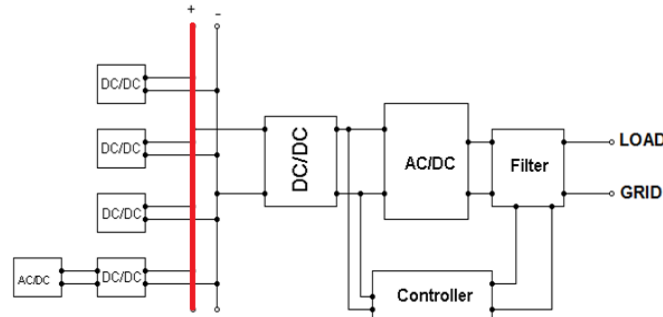 + -
DC/DC
DC/DC
DC/DC
AC/DC DC/DC
DC/DC
AC/DC
Filter
LOAD
GRID
Controller